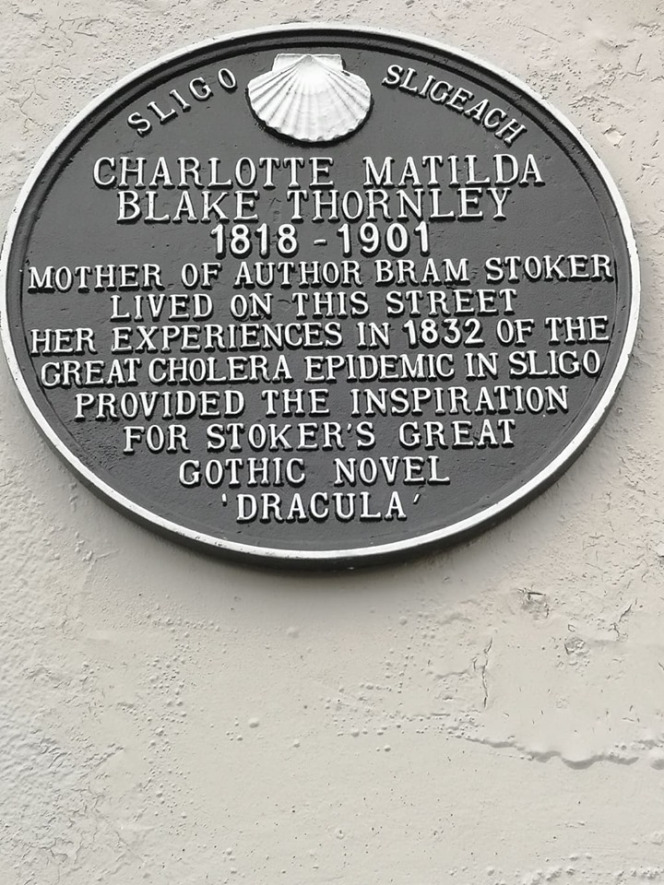 SLIGO SLIGEACH
CHARLOTTE MATILDA
BLAKE THORNLEY
1818 - 1901
MOTHER OF AUTHOR BRAM STOKER
LIVED ON THIS STREET
HER EXPERIENCES IN 1832 OF THE
GREAT CHOLERA EPIDEMIC IN SLIGO
PROVIDED THE INSPIRATION
FOR STOKER'S GREAT
GOTHIC NOVEL
'DRACULA'